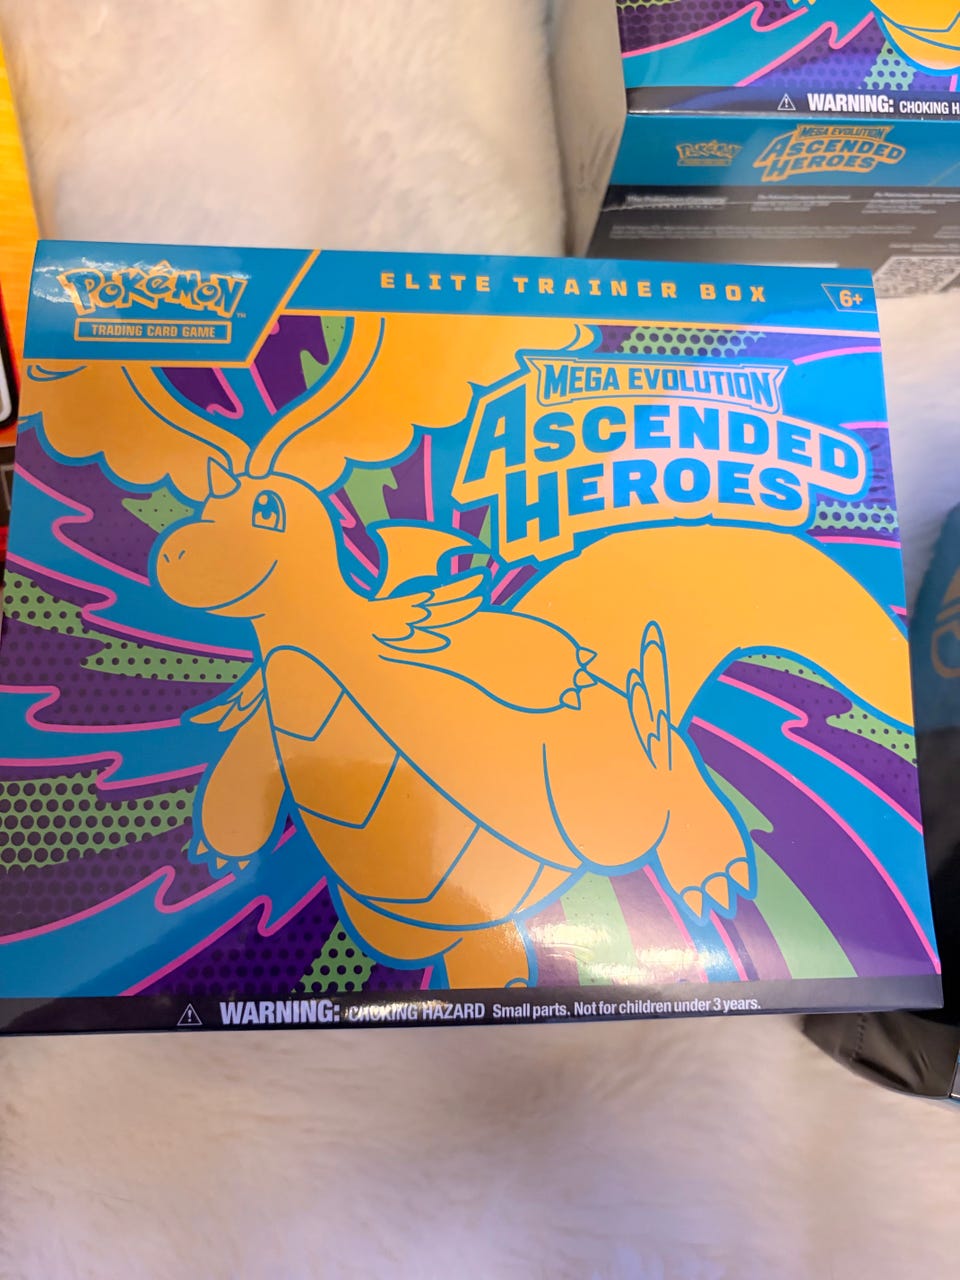 WARNING: CHOKING H
POKÉMON
MEGA EVOLUTION
ASCENDED
HEROES
POKÉMON
TRADING CARD GAME
ELITE TRAINER BOX
6+
MEGA EVOLUTION
ASCENDED
HEROES
WARNING: CHOKING HAZARD Small parts. Not for children under 3 years.